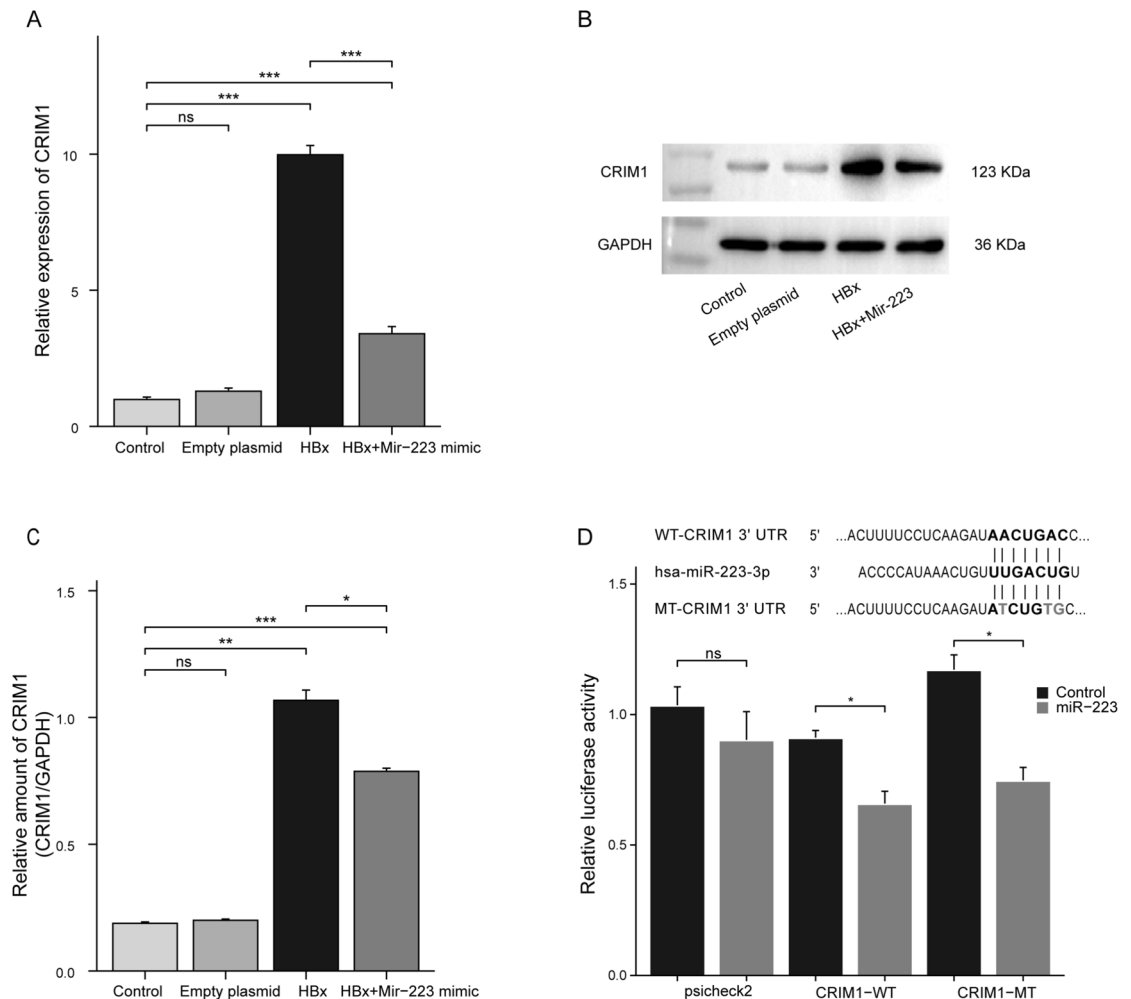 A
Relative expression of CRIM1
10
5
0
***
***
***
ns
Control
Empty plasmid
HBx
HBx+Mir−223 mimic
B
CRIM1
123 KDa
GAPDH
36 KDa
Control
Empty plasmid
HBx
HBx+Mir-223
C
Relative amount of CRIM1
(CRIM1/GAPDH)
1.5
1.0
0.5
0.0
*
***
**
ns
Control
Empty plasmid
HBx
HBx+Mir−223 mimic
D
WT-CRIM1 3' UTR 5' ...ACUUUUCCUCAAGAUAACUGACC...
hsa-miR-223-3p 3' ACCCCAUAAACUGUUUGACUGU
MT-CRIM1 3' UTR 5' ...ACUUUUCCUCAAGAUATCUGTGC...
Relative luciferase activity
1.5
1.0
0.5
0.0
ns
*
*
Control
miR−223
psicheck2
CRIM1−WT
CRIM1−MT